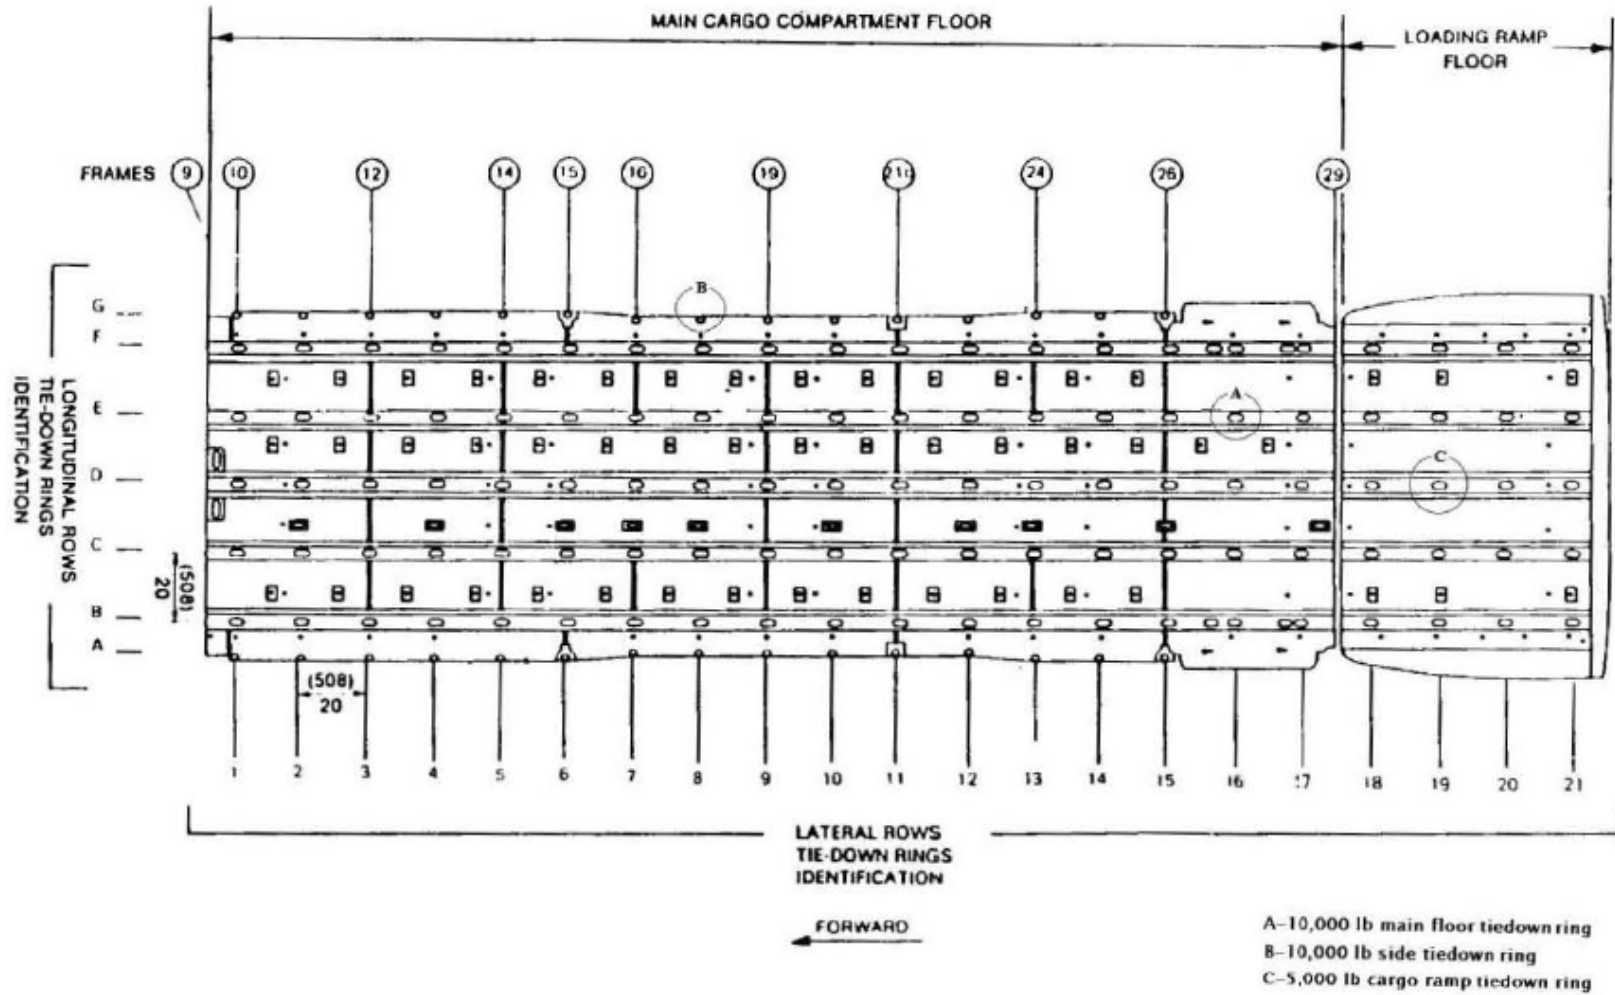 MAIN CARGO COMPARTMENT FLOOR
LOADING RAMP
FLOOR
FRAMES 9 10 12 14 15 16 19 24 26 29
B
G
F
E
D
C
B
A
A
C
LONGITUDINAL ROWS
TIE-DOWN RINGS
IDENTIFICATION
(508)
20
(508)
20
1 2 3 4 5 6 7 8 9 10 11 12 13 14 15 16 17 18 19 20 21
LATERAL ROWS
TIE-DOWN RINGS
IDENTIFICATION
FORWARD
A-10,000 lb main floor tiedown ring
B-10,000 lb side tiedown ring
C-5,000 lb cargo ramp tiedown ring